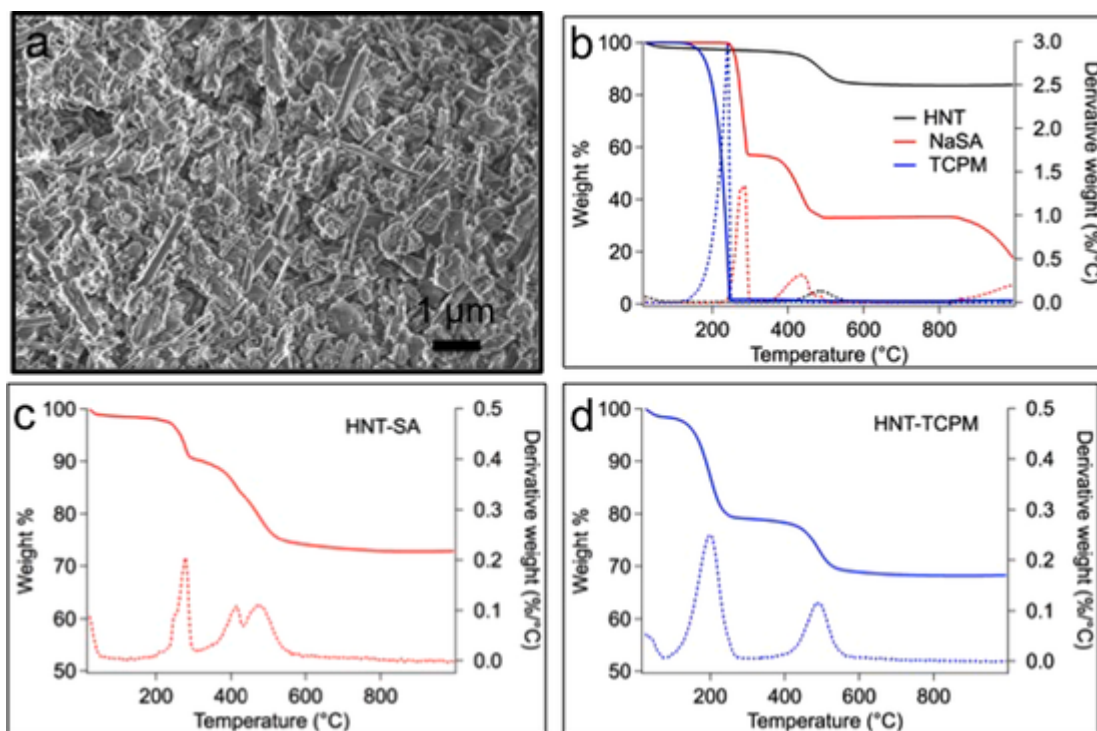 a
1 µm
b
100
80
60
40
20
0
Weight %
200 400 600 800
Temperature (°C)
3.0
2.5
2.0
1.5
1.0
0.5
0.0
Derivative weight (%/°C)
HNT
NaSA
TCPM
c
100
90
80
70
60
50
Weight %
200 400 600 800
Temperature (°C)
0.5
0.4
0.3
0.2
0.1
0.0
Derivative weight (%/°C)
HNT-SA
d
100
90
80
70
60
50
Weight %
200 400 600 800
Temperature (°C)
0.5
0.4
0.3
0.2
0.1
0.0
Derivative weight (%/°C)
HNT-TCPM